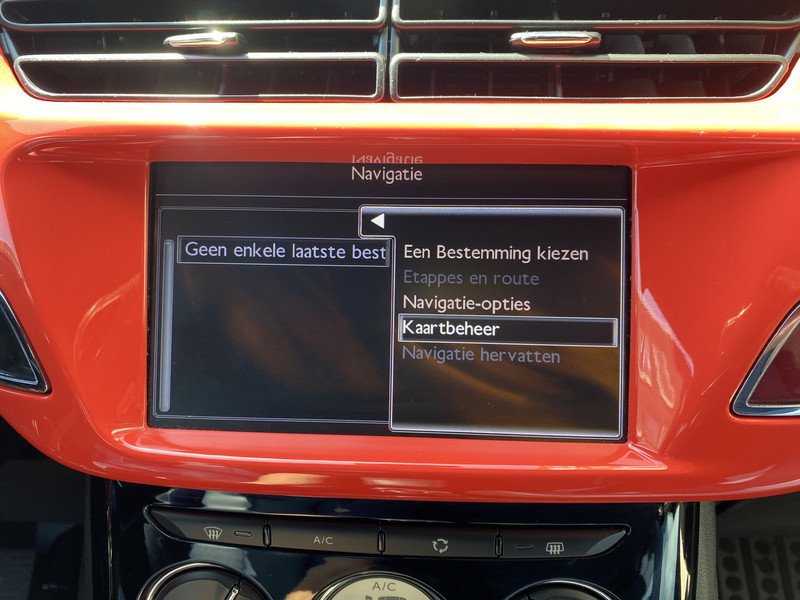 Navigatie
Geen enkele laatste best
Een Bestemming kiezen
Etappes en route
Navigatie-opties
Kaartbeheer
Navigatie hervatten
A/C
A/C